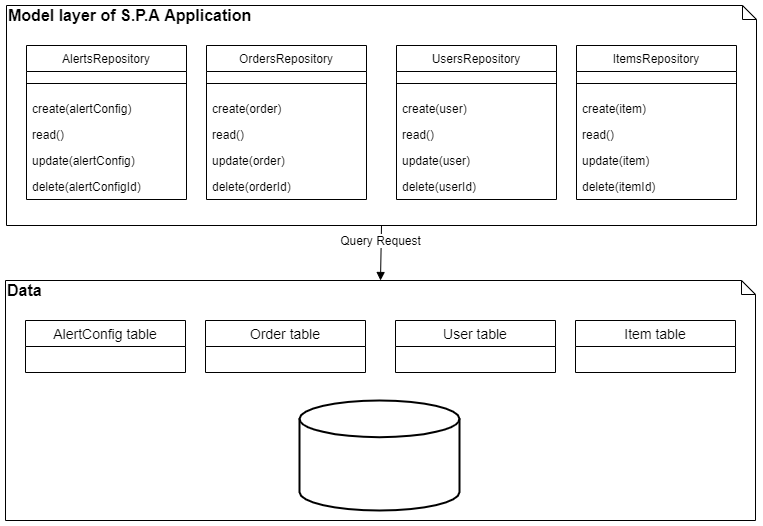 Model layer of S.P.A Application
AlertsRepository
create(alertConfig)
read()
update(alertConfig)
delete(alertConfigId)
OrdersRepository
create(order)
read()
update(order)
delete(orderId)
UsersRepository
create(user)
read()
update(user)
delete(userId)
ItemsRepository
create(item)
read()
update(item)
delete(itemId)
Query Request
Data
AlertConfig table
Order table
User table
Item table